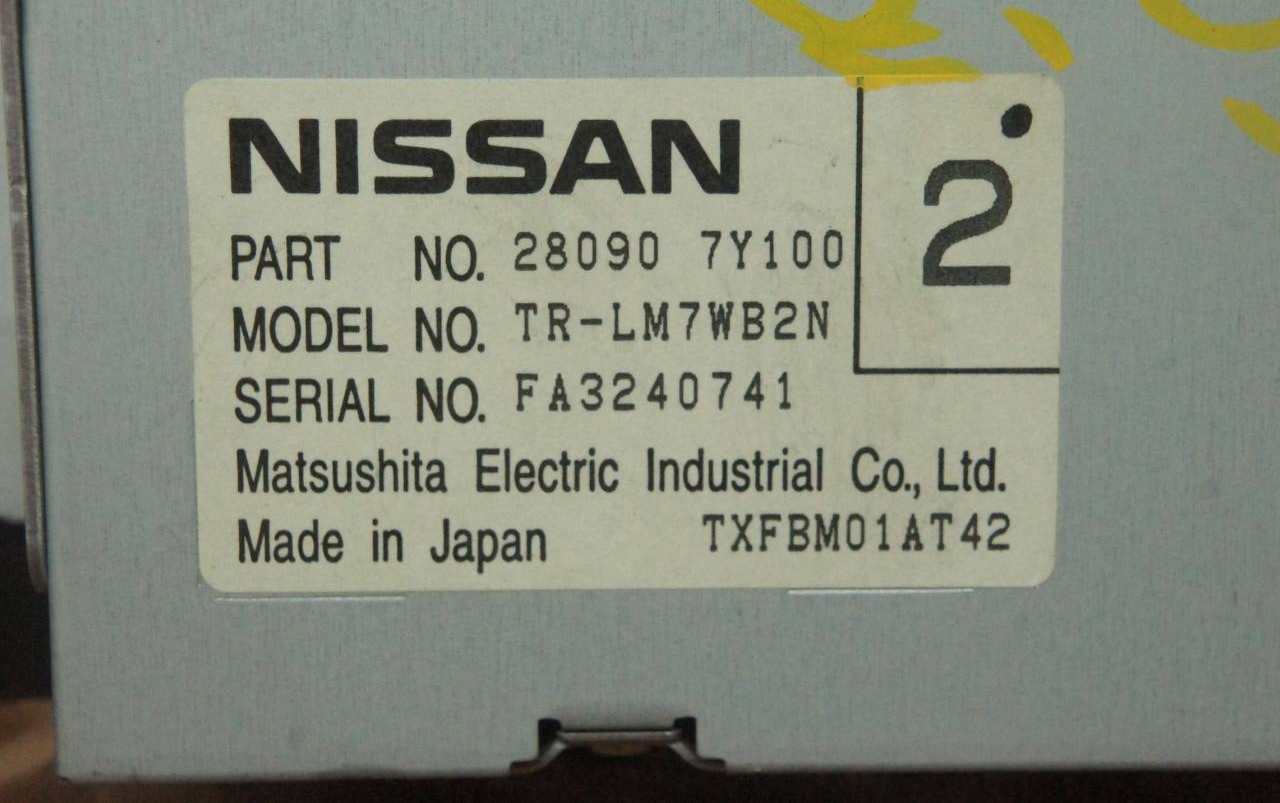 NISSAN
2
PART NO. 28090 7Y100
MODEL NO. TR-LM7WB2N
SERIAL NO. FA3240741
Matsushita Electric Industrial Co., Ltd.
Made in Japan TXFBM01AT42